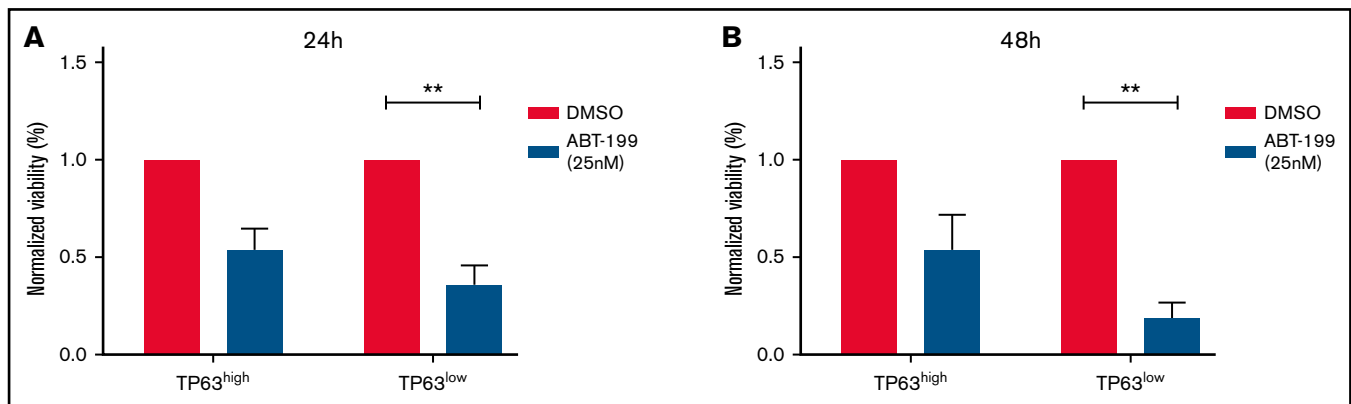 A
24h
Normalized viability (%)
1.5
1.0
0.5
0.0
**
TP63high
TP63low
DMSO
ABT-199
(25nM)
B
48h
Normalized viability (%)
1.5
1.0
0.5
0.0
**
TP63high
TP63low
DMSO
ABT-199
(25nM)